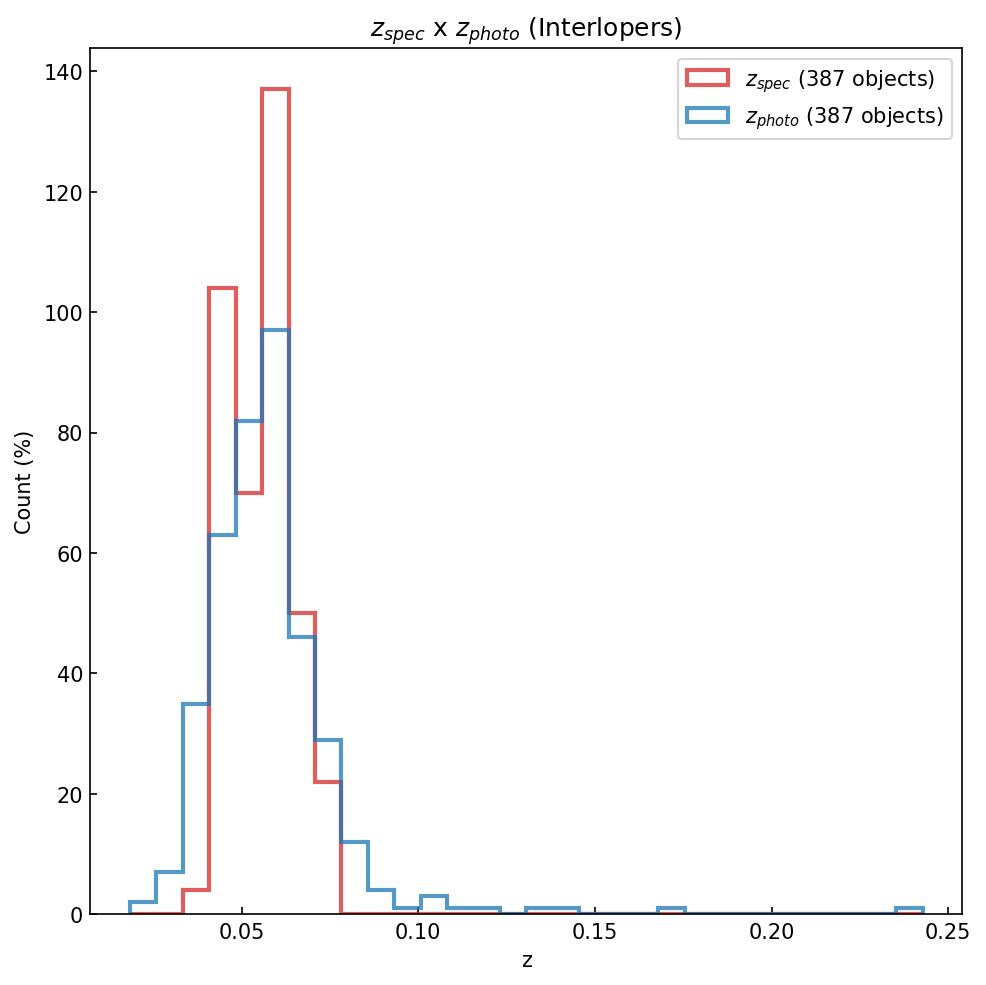 z_spec x z_photo (Interlopers)
z_spec (387 objects)
z_photo (387 objects)
Count (%)
140
120
100
80
60
40
20
0
0.05 0.10 0.15 0.20 0.25
z